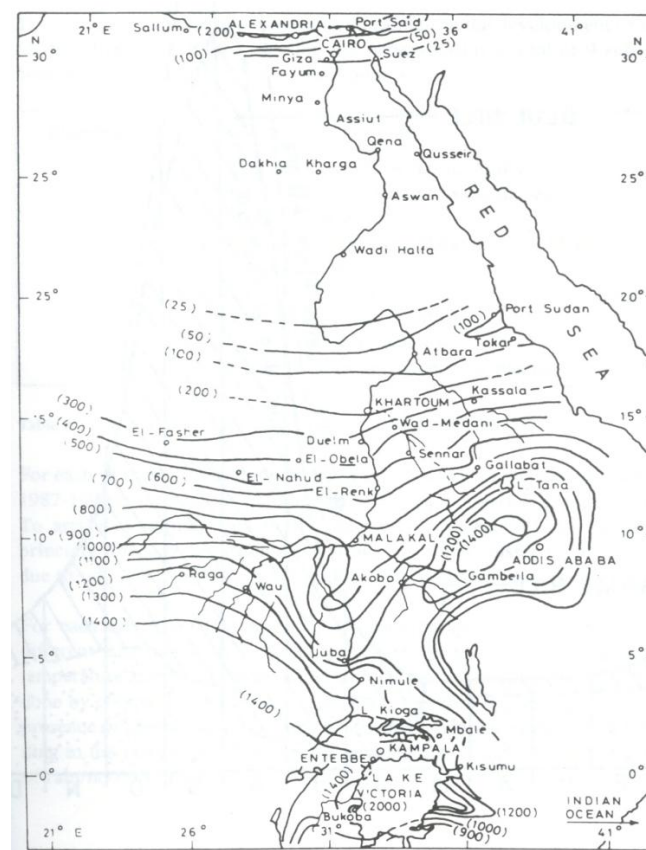 21° E 26° 31° 36° 41°
ALEXANDRIA Port Said
Sallum (200) (50)
(100) CAIRO (25)
N N
30° Giza Suez 30°
Fayum
Minya
Assiut
Qena
Qusseir
Dakhla Kharga
25° 25°
Aswan
RED SEA
Wadi Halfa
20° (25) Port Sudan 20°
(50) (100)
Tokar
(100) Atbara
(200) Kassala
(300) KHARTOUM
15° (400) Wad-Medani 15°
El-Fasher Duelm
(500) El-Obela Sennar
(600) El-Nahud Gallabat
(700) El-Renk L Tana
(800)
(900) MALAKAL (1200) (1400)
10° (1000) 10°
(1100) ADDIS ABABA
(1200) Raga Wau Akobo Gambeila
(1300)
(1400)
5° Juba 5°
Nimule
(1400) L Kioga
Mbale
KAMPALA
ENTEBBE Kisumu
0° LAKE VICTORIA 0°
(1400) (2000) (1200)
Bukoba (1000) INDIAN
(900) OCEAN
N N
21° E 26° 31° 41°